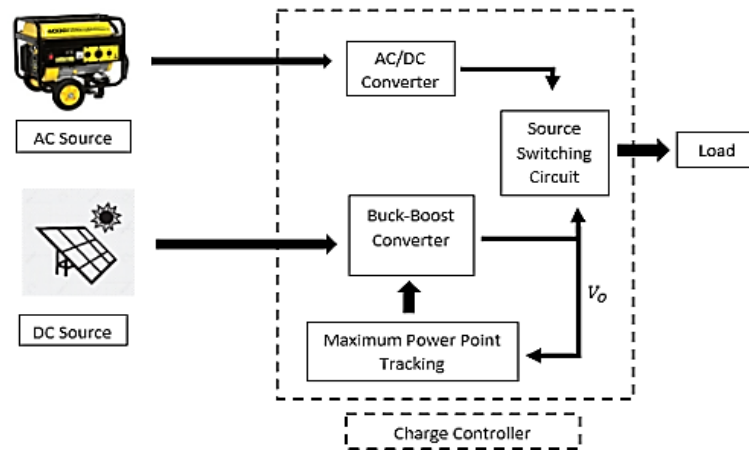 AC Source
AC/DC
Converter
Source
Switching
Circuit
Load
Buck-Boost
Converter
DC Source
Vo
Maximum Power Point
Tracking
Charge Controller